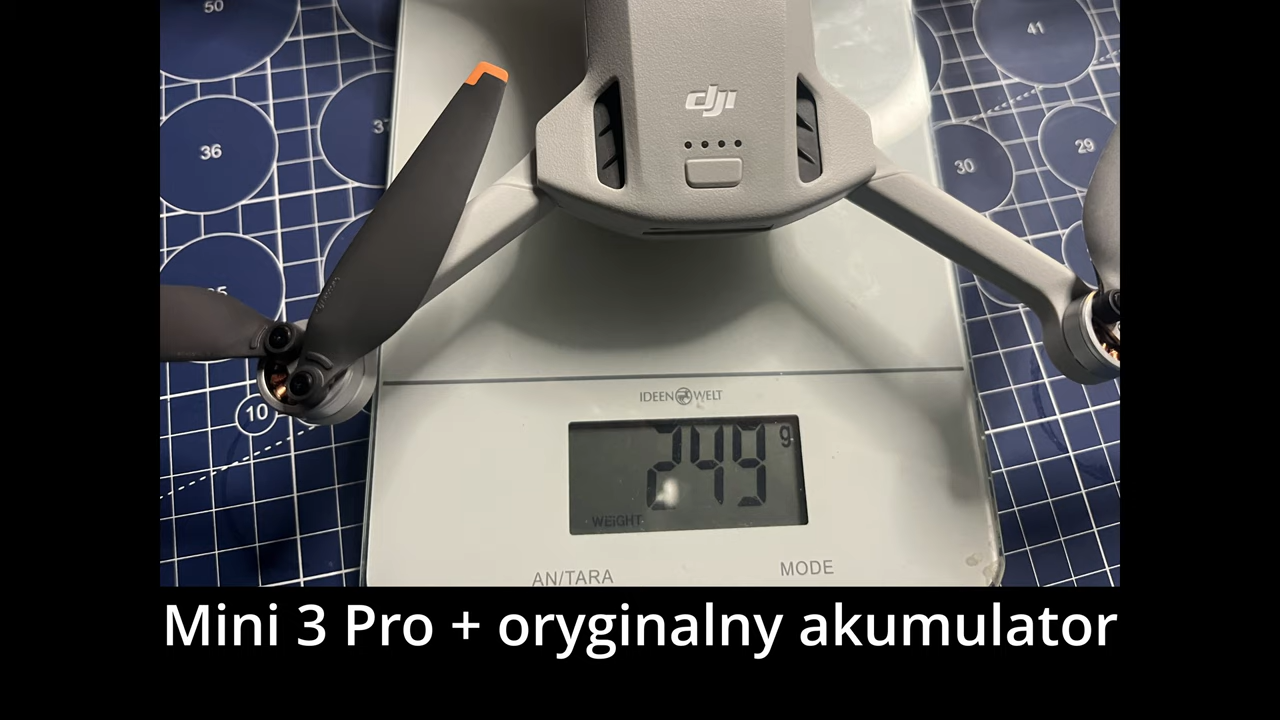 50
41
36
37
30
29
dji
10
IDEEN WELT
249 g
WEIGHT
AN/TARA
MODE
Mini 3 Pro + oryginalny akumulator